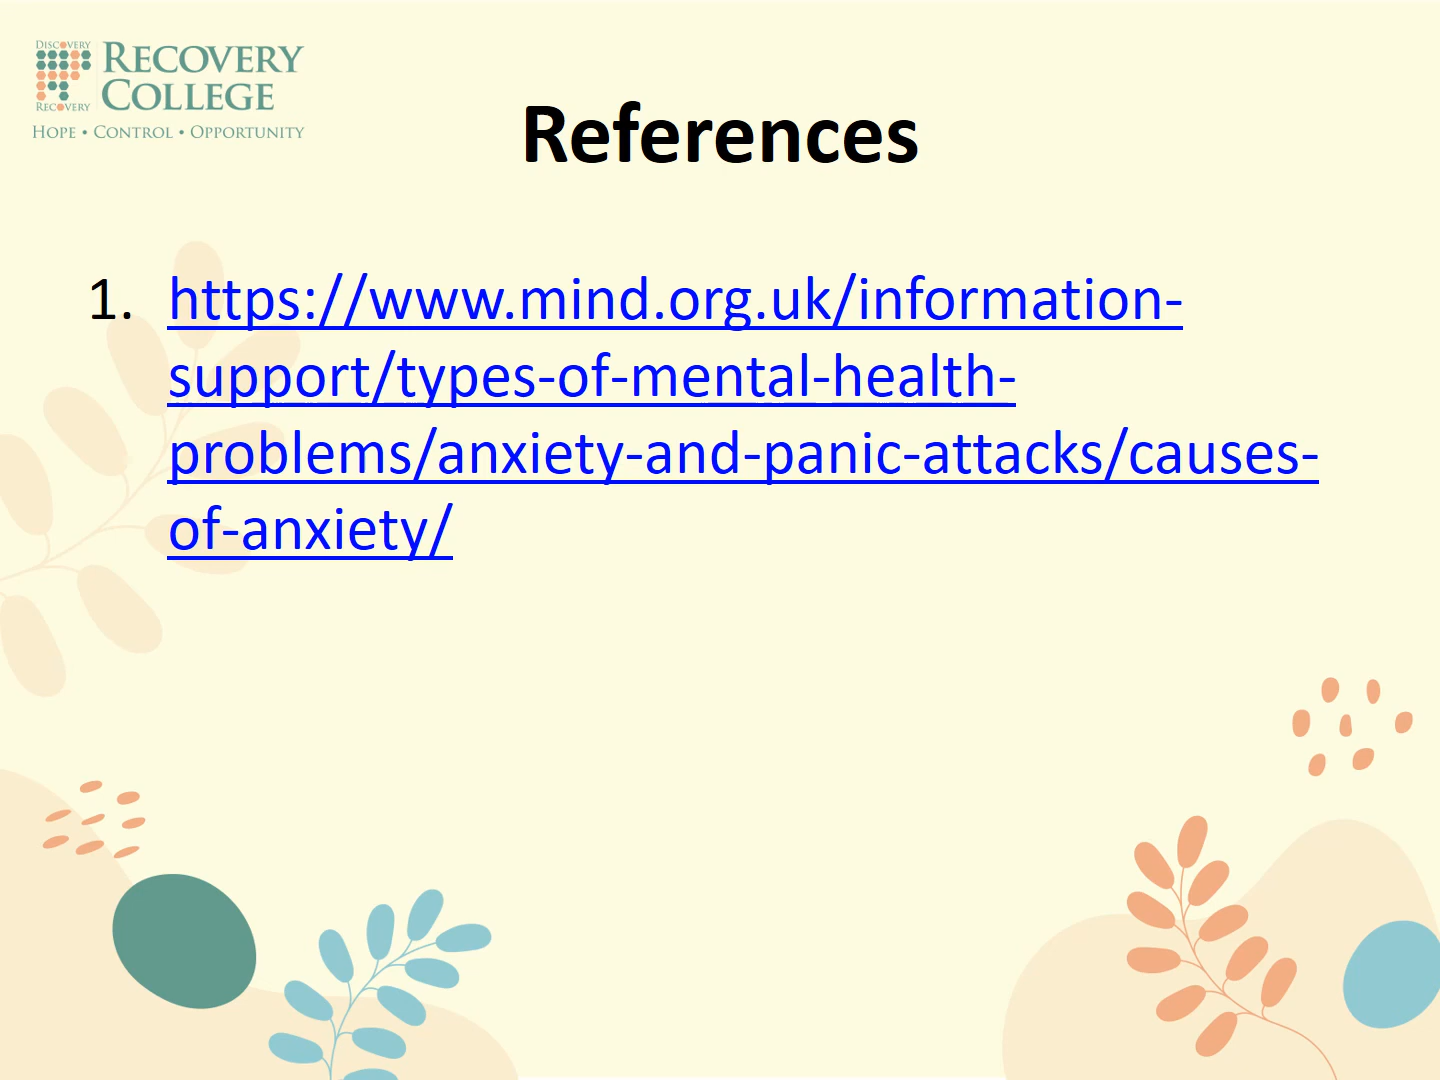 DISCOVERY
RECOVERY
COLLEGE
RECOVERY
HOPE • CONTROL • OPPORTUNITY
References
1. https://www.mind.org.uk/information-
support/types-of-mental-health-
problems/anxiety-and-panic-attacks/causes-
of-anxiety/